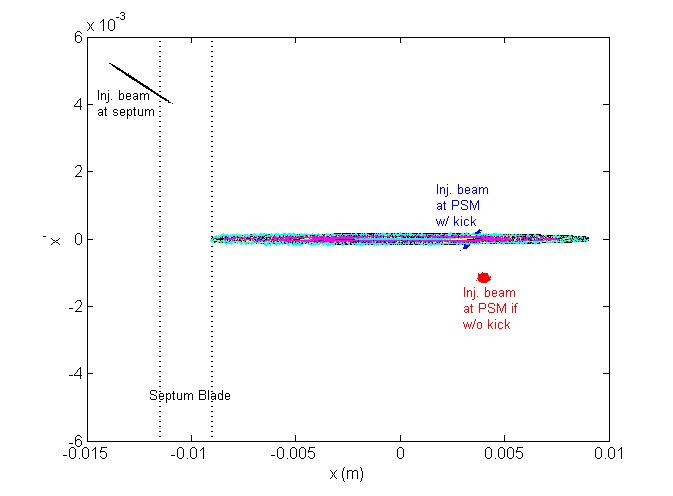 6 x 10⁻³
4
2
0
-2
-4
-6
x'
Inj. beam
at septum
Inj. beam
at PSM
w/ kick
Inj. beam
at PSM if
w/o kick
Septum Blade
-0.015 -0.01 -0.005 0 0.005 0.01
x (m)